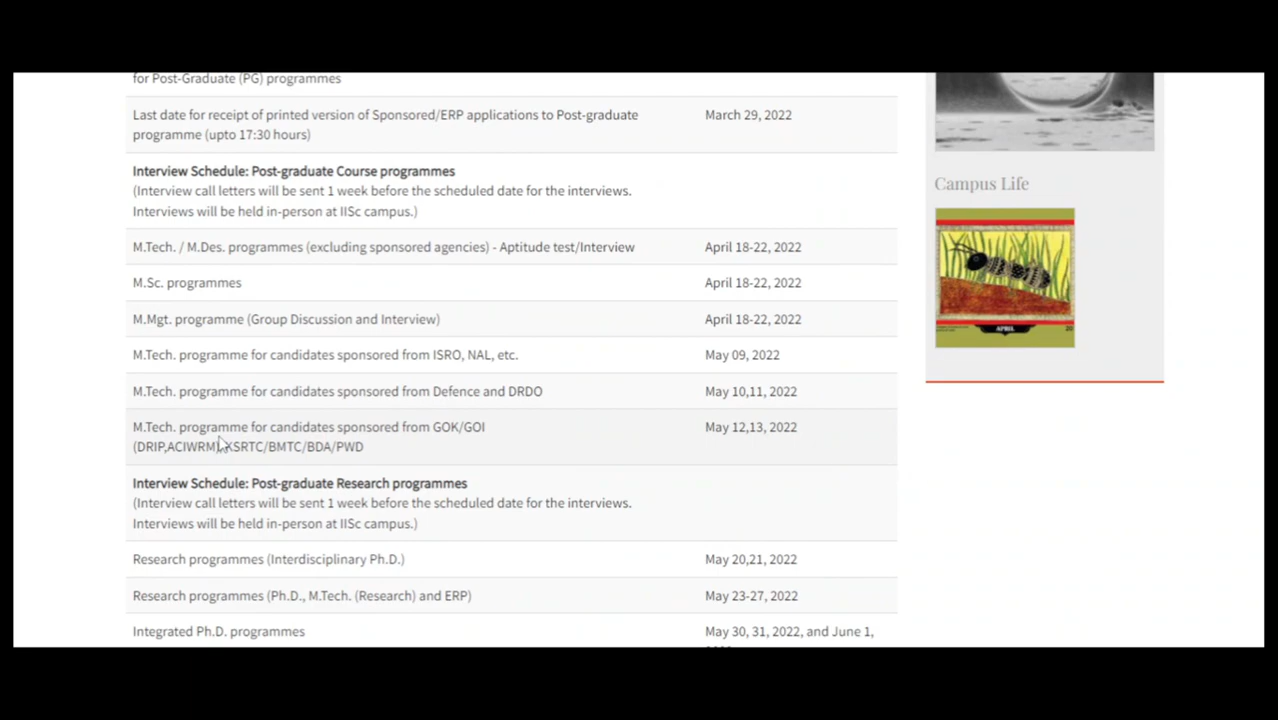 for Post-Graduate (PG) programmes
Last date for receipt of printed version of Sponsored/ERP applications to Post-graduate March 29, 2022
programme (upto 17:30 hours)
Interview Schedule: Post-graduate Course programmes
(Interview call letters will be sent 1 week before the scheduled date for the interviews.
Interviews will be held in-person at IISc campus.)
M.Tech. / M.Des. programmes (excluding sponsored agencies) - Aptitude test/Interview April 18-22, 2022
M.Sc. programmes April 18-22, 2022
M.Mgt. programme (Group Discussion and Interview) April 18-22, 2022
M.Tech. programme for candidates sponsored from ISRO, NAL, etc. May 09, 2022
M.Tech. programme for candidates sponsored from Defence and DRDO May 10,11, 2022
M.Tech. programme for candidates sponsored from GOK/GOI May 12,13, 2022
(DRIP,ACIWRM),KSRTC/BMTC/BDA/PWD
Interview Schedule: Post-graduate Research programmes
(Interview call letters will be sent 1 week before the scheduled date for the interviews.
Interviews will be held in-person at IISc campus.)
Research programmes (Interdisciplinary Ph.D.) May 20,21, 2022
Research programmes (Ph.D., M.Tech. (Research) and ERP) May 23-27, 2022
Integrated Ph.D. programmes May 30, 31, 2022, and June 1,
Campus Life
APRIL